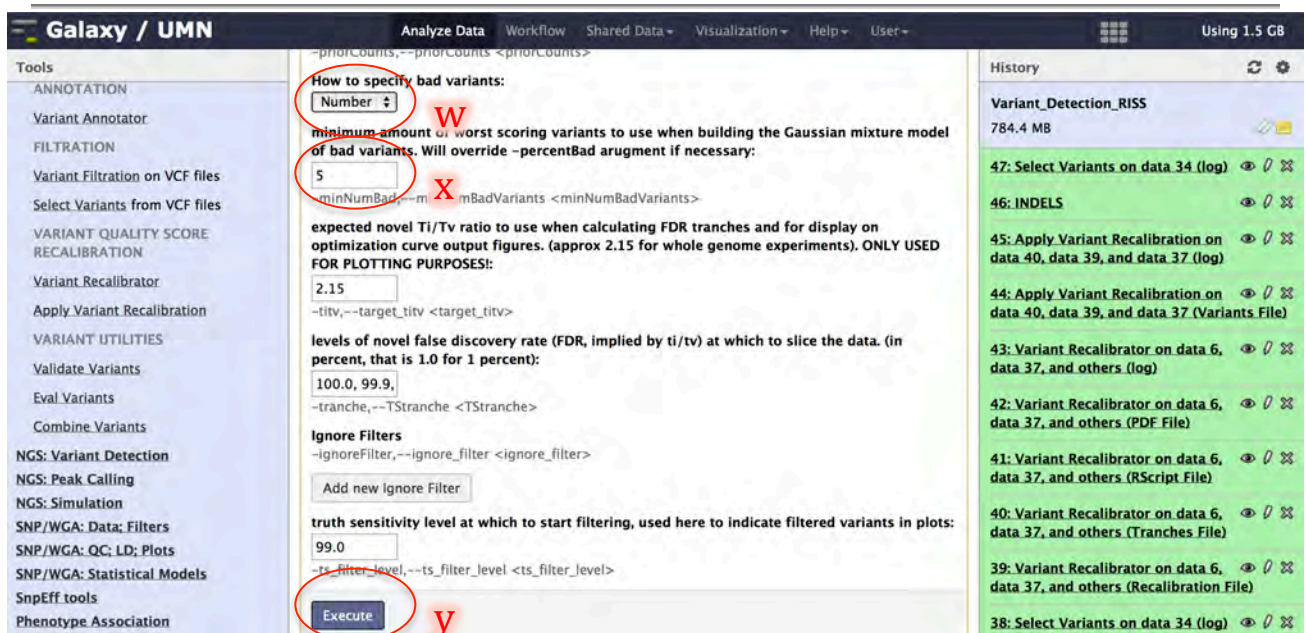 Galaxy / UMN
Analyze Data Workflow Shared Data Visualization Help User
Using 1.5 GB
Tools
ANNOTATION
Variant Annotator
FILTRATION
Variant Filtration on VCF files
Select Variants from VCF files
VARIANT QUALITY SCORE
RECALIBRATION
Variant Recalibrator
Apply Variant Recalibration
VARIANT UTILITIES
Validate Variants
Eval Variants
Combine Variants
NGS: Variant Detection
NGS: Peak Calling
NGS: Simulation
SNP/WGA: Data; Filters
SNP/WGA: QC; LD; Plots
SNP/WGA: Statistical Models
SnpEff tools
Phenotype Association
-priorCounts,--priorCounts <priorCounts>
How to specify bad variants:
Number
W
minimum amount of worst scoring variants to use when building the Gaussian mixture model
of bad variants. Will override -percentBad arugment if necessary:
5
X
-minNumBad,--m mBadVariants <minNumBadVariants>
expected novel Ti/Tv ratio to use when calculating FDR tranches and for display on
optimization curve output figures. (approx 2.15 for whole genome experiments). ONLY USED
FOR PLOTTING PURPOSES!:
2.15
-titv,--target_titv <target_titv>
levels of novel false discovery rate (FDR, implied by ti/tv) at which to slice the data. (in
percent, that is 1.0 for 1 percent):
100.0, 99.9,
-tranche,--TStranche <TStranche>
Ignore Filters
-ignoreFilter,--ignore_filter <ignore_filter>
Add new Ignore Filter
truth sensitivity level at which to start filtering, used here to indicate filtered variants in plots:
99.0
-ts_filter_level,--ts_filter_level <ts_filter_level>
Execute
y
History
Variant_Detection_RISS
784.4 MB
47: Select Variants on data 34 (log)
46: INDELS
45: Apply Variant Recalibration on
data 40, data 39, and data 37 (log)
44: Apply Variant Recalibration on
data 40, data 39, and data 37 (Variants File)
43: Variant Recalibrator on data 6,
data 37, and others (log)
42: Variant Recalibrator on data 6,
data 37, and others (PDF File)
41: Variant Recalibrator on data 6,
data 37, and others (RScript File)
40: Variant Recalibrator on data 6,
data 37, and others (Tranches File)
39: Variant Recalibrator on data 6,
data 37, and others (Recalibration File)
38: Select Variants on data 34 (log)